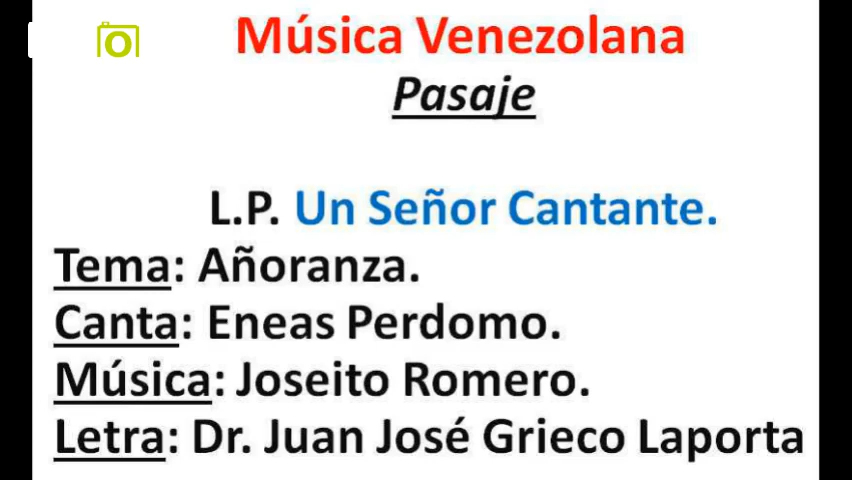 Música Venezolana
Pasaje
L.P. Un Señor Cantante.
Tema: Añoranza.
Canta: Eneas Perdomo.
Música: Joseito Romero.
Letra: Dr. Juan José Grieco Laporta